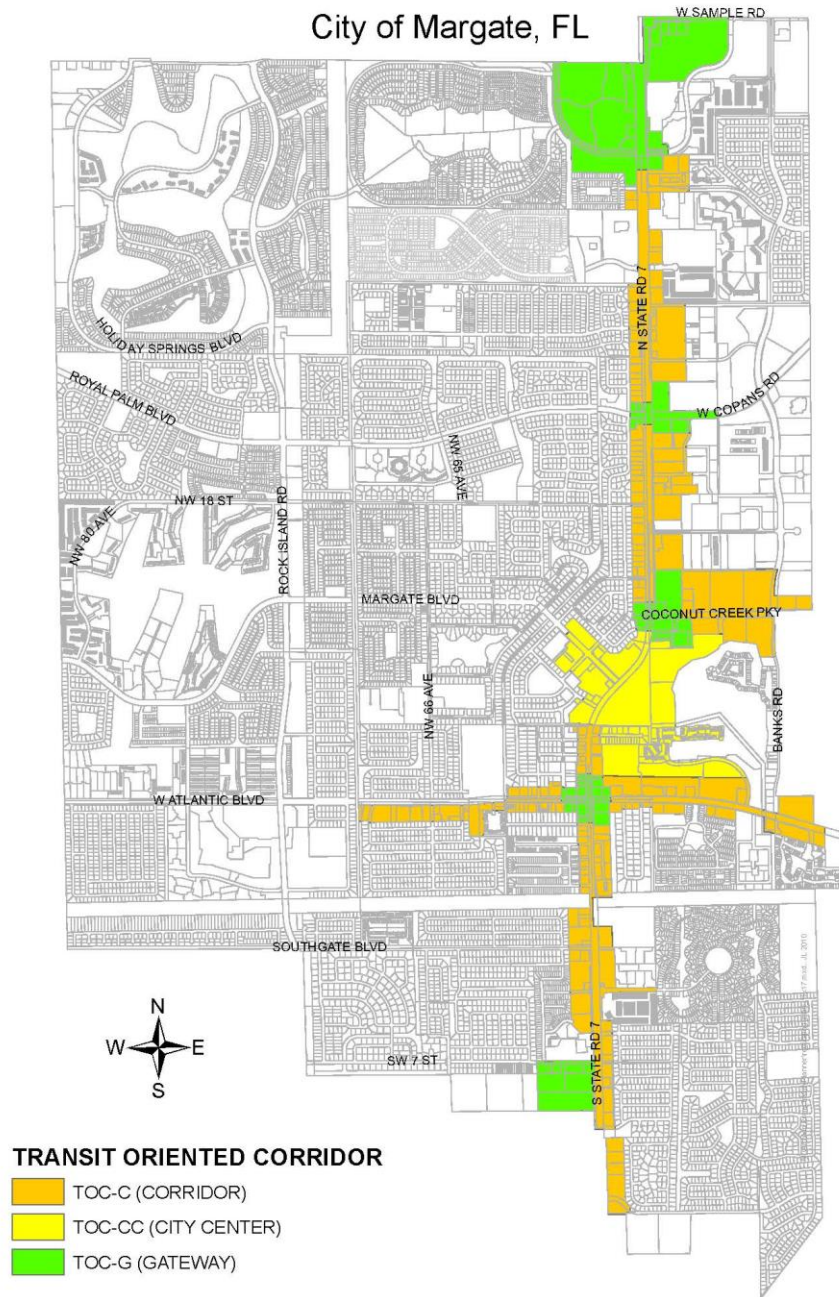 W SAMPLE RD
City of Margate, FL
N STATE RD 7
HOLIDAY SPRINGS BLVD
ROYAL PALM BLVD
W COPANS RD
NW 65 AVE
NW 18 ST
ROCK ISLAND RD
NW 80 AVE
MARGATE BLVD
COCONUT CREEK PKY
NW 66 AVE
BANKS RD
W ATLANTIC BLVD
SOUTHGATE BLVD
SW 7 ST
S STATE RD 7
N
W E
S
TRANSIT ORIENTED CORRIDOR
TOC-C (CORRIDOR)
TOC-CC (CITY CENTER)
TOC-G (GATEWAY)